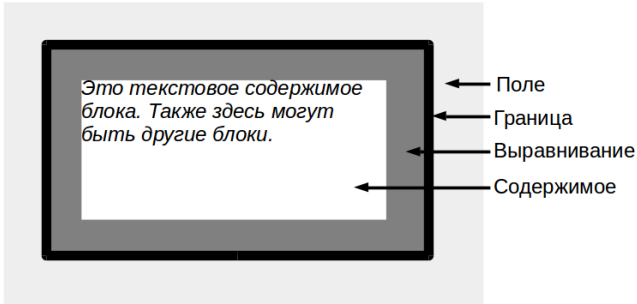 Это текстовое содержимое
блока. Также здесь могут
быть другие блоки.
Поле
Граница
Выравнивание
Содержимое